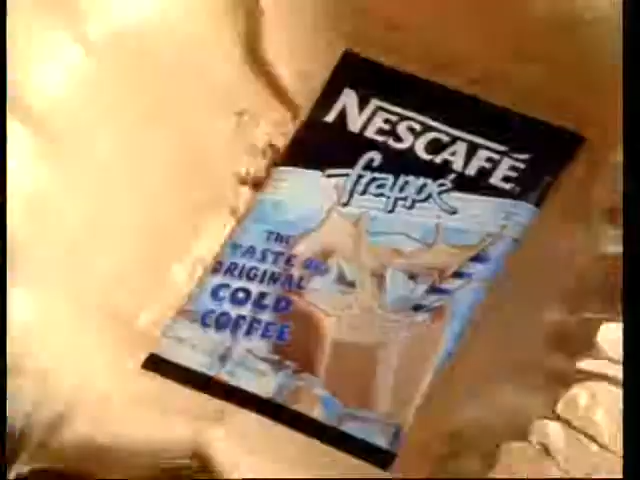 NESCAFÉ
frappé
THE
TASTE OF
ORIGINAL
COLD
COFFEE